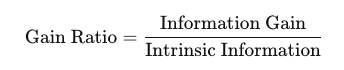 Gain Ratio = Information Gain / Intrinsic Information